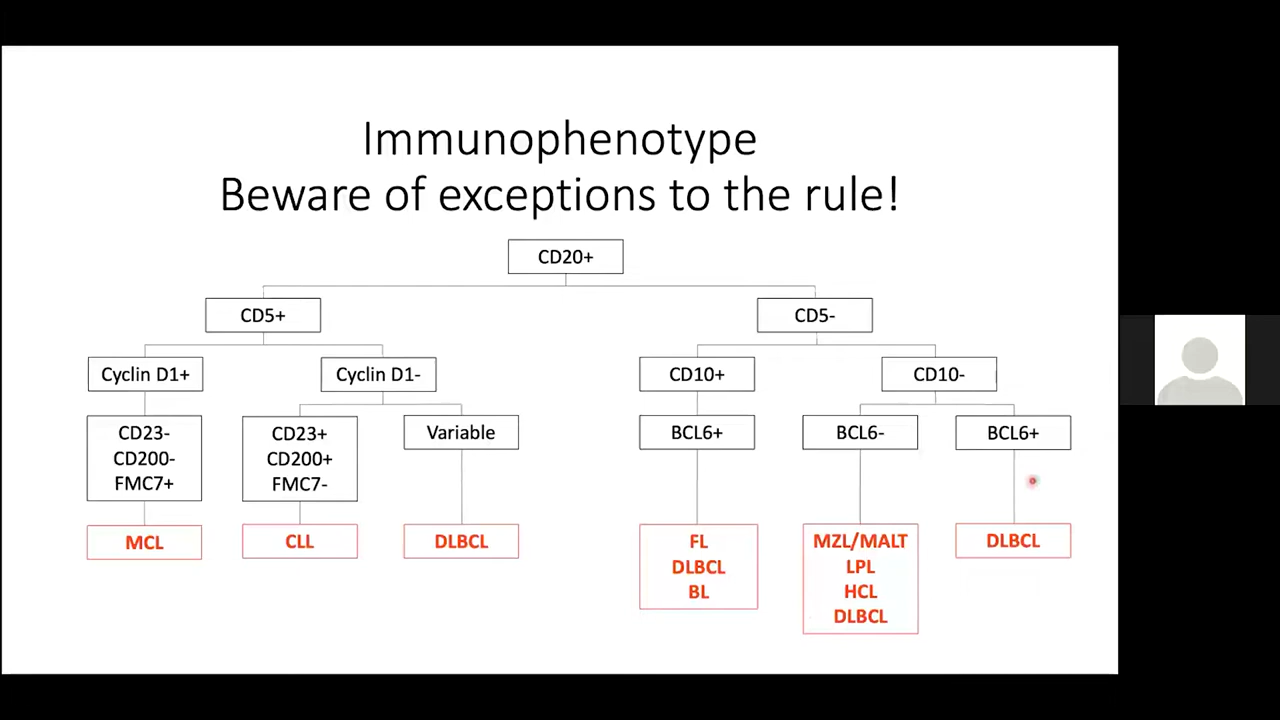 Immunophenotype
Beware of exceptions to the rule!
CD20+
CD5+
CD5-
Cyclin D1+
Cyclin D1-
CD10+
CD10-
CD23-
CD200-
FMC7+
CD23+
CD200+
FMC7-
Variable
BCL6+
BCL6-
BCL6+
MCL
CLL
DLBCL
FL
DLBCL
BL
MZL/MALT
LPL
HCL
DLBCL
DLBCL